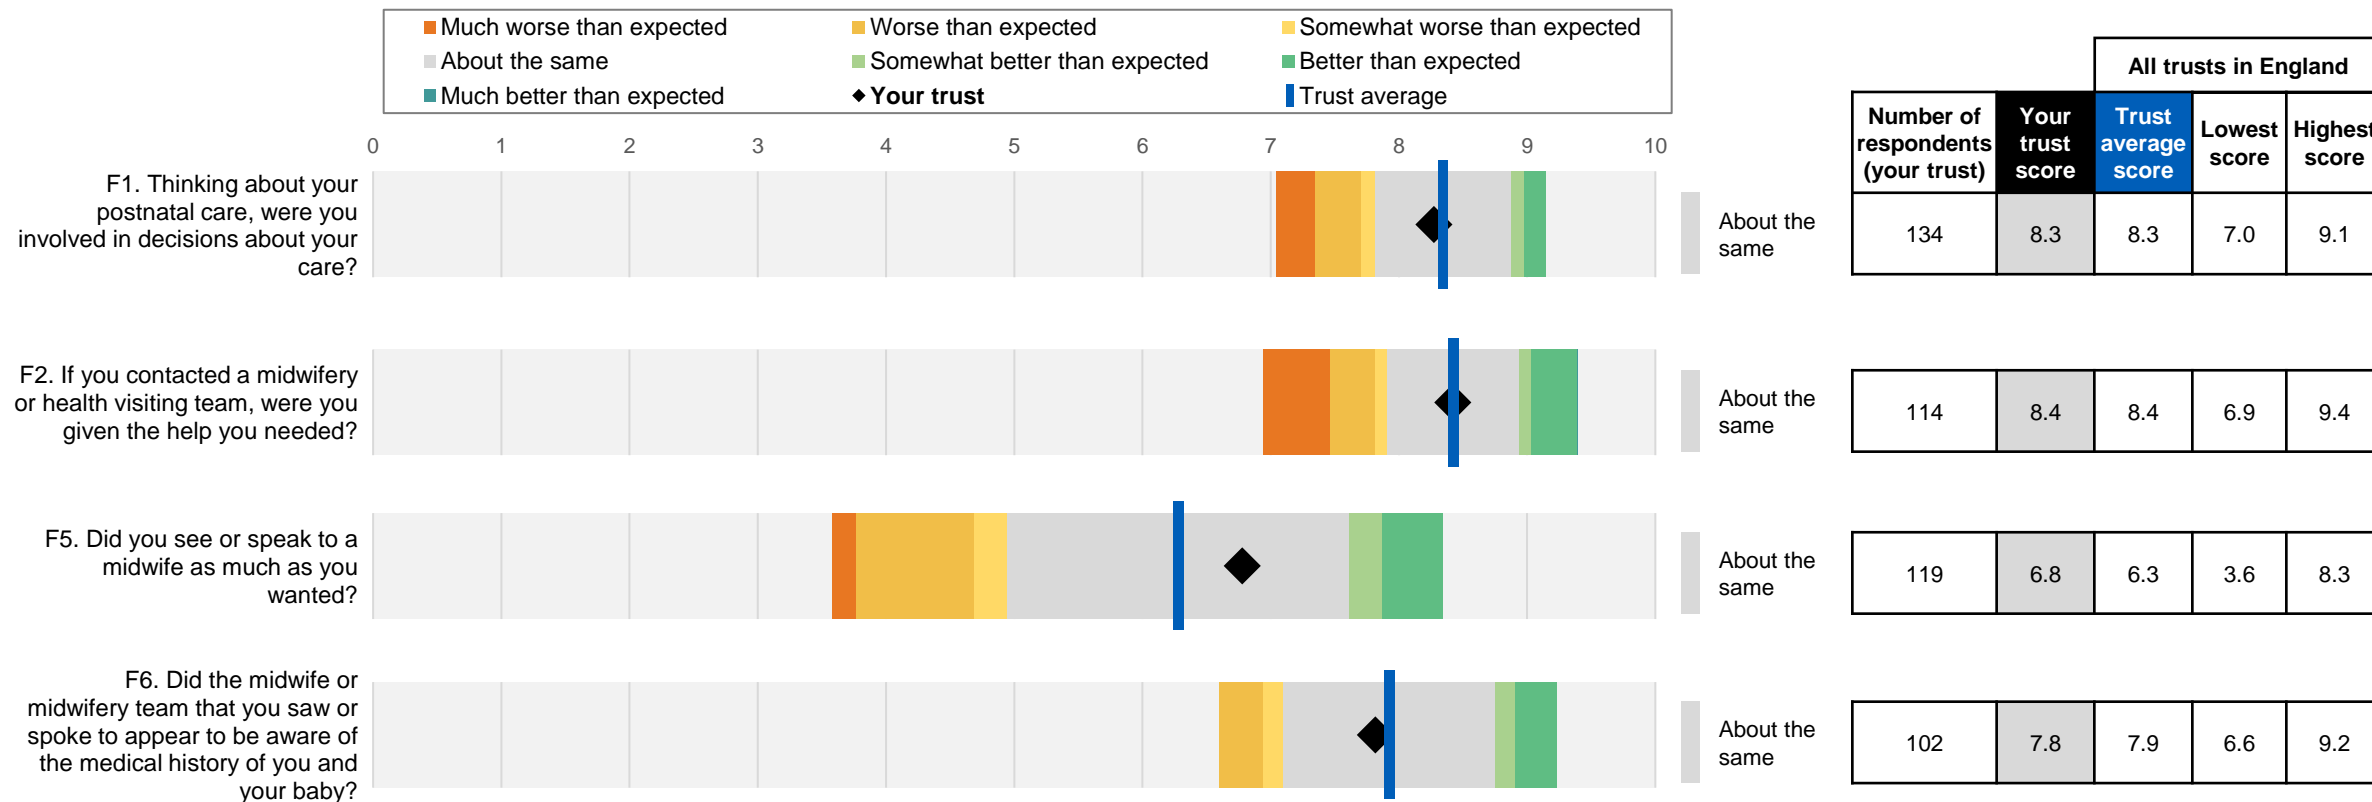 Much worse than expected
Worse than expected
Somewhat worse than expected
About the same
Somewhat better than expected
Better than expected
Much better than expected
Your trust
Trust average
All trusts in England
Number of respondents (your trust)
Your trust score
Trust average score
Lowest score
Highest score
0 1 2 3 4 5 6 7 8 9 10
F1. Thinking about your
postnatal care, were you
involved in decisions about your
care?
About the
same
134 8.3 8.3 7.0 9.1
F2. If you contacted a midwifery
or health visiting team, were you
given the help you needed?
About the
same
114 8.4 8.4 6.9 9.4
F5. Did you see or speak to a
midwife as much as you
wanted?
About the
same
119 6.8 6.3 3.6 8.3
F6. Did the midwife or
midwifery team that you saw or
spoke to appear to be aware of
the medical history of you and
your baby?
About the
same
102 7.8 7.9 6.6 9.2